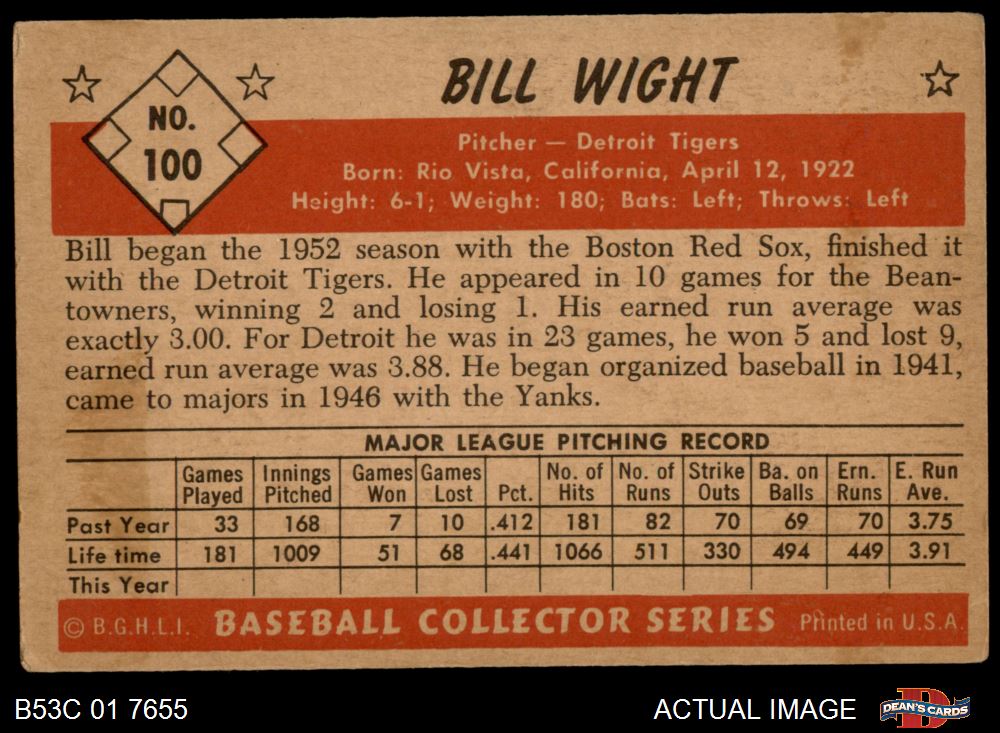 BILL WIGHT
NO.
100
Pitcher — Detroit Tigers
Born: Rio Vista, California, April 12, 1922
Height: 6-1; Weight: 180; Bats: Left; Throws: Left
Bill began the 1952 season with the Boston Red Sox, finished it
with the Detroit Tigers. He appeared in 10 games for the Bean-
towners, winning 2 and losing 1. His earned run average was
exactly 3.00. For Detroit he was in 23 games, he won 5 and lost 9,
earned run average was 3.88. He began organized baseball in 1941,
came to majors in 1946 with the Yanks.
MAJOR LEAGUE PITCHING RECORD
Games Played Innings Pitched Games Won Games Lost Pct. No. of Hits No. of Runs Strike Outs Ba. on Balls Ern. Runs E. Run Ave.
Past Year 33 168 7 10 .412 181 82 70 69 70 3.75
Life time 181 1009 51 68 .441 1066 511 330 494 449 3.91
This Year
© B.G.H.L.I. BASEBALL COLLECTOR SERIES Printed in U.S.A.
B53C 01 7655 ACTUAL IMAGE DEAN'S CARDS